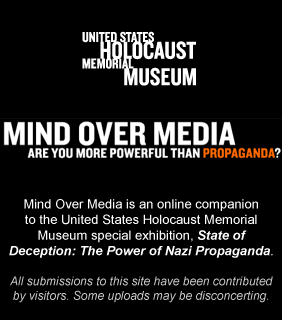 UNITED STATES
HOLOCAUST
MEMORIAL
MUSEUM
MIND OVER MEDIA
ARE YOU MORE POWERFUL THAN PROPAGANDA?
Mind Over Media is an online companion
to the United States Holocaust Memorial
Museum special exhibition, State of
Deception: The Power of Nazi Propaganda.
All submissions to this site have been contributed
by visitors. Some uploads may be disconcerting.